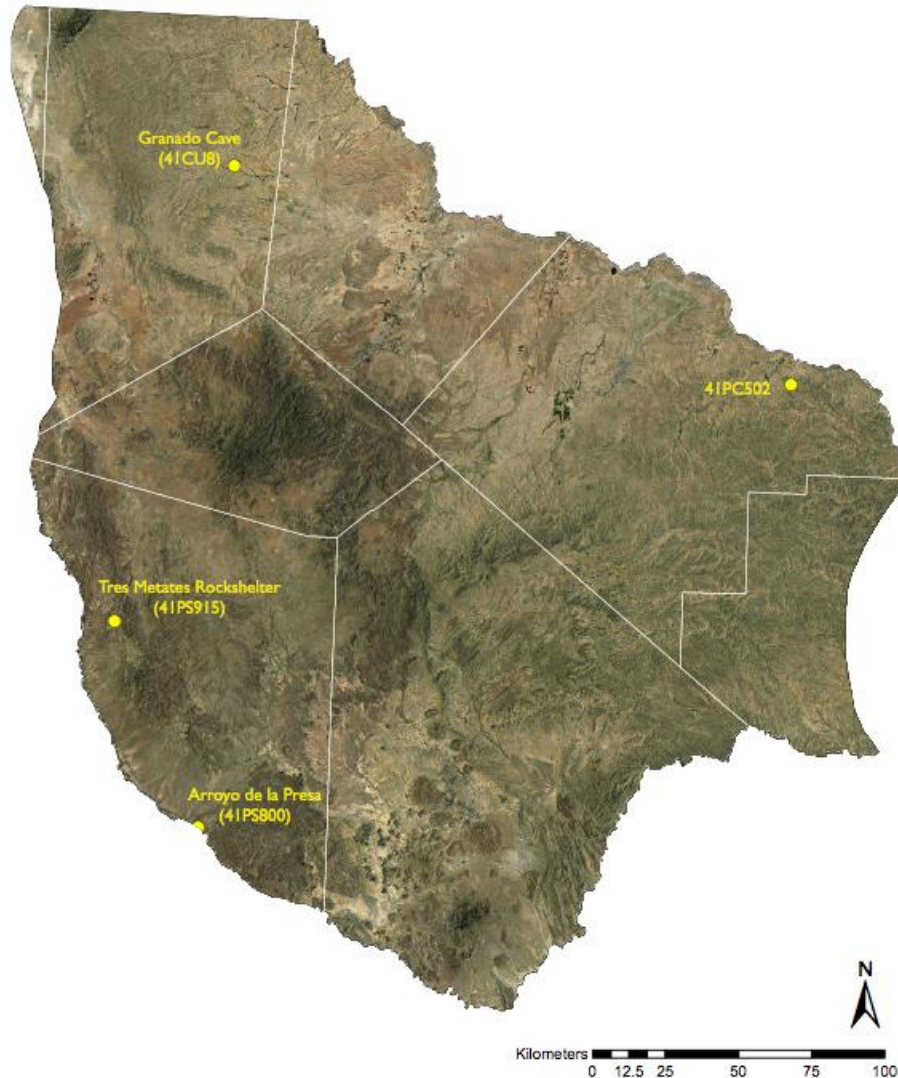 Granado Cave
(41CU8)
41PC502
Tres Metates Rockshelter
(41PS915)
Arroyo de la Presa
(41PS800)
N
Kilometers
0 12.5 25 50 75 100